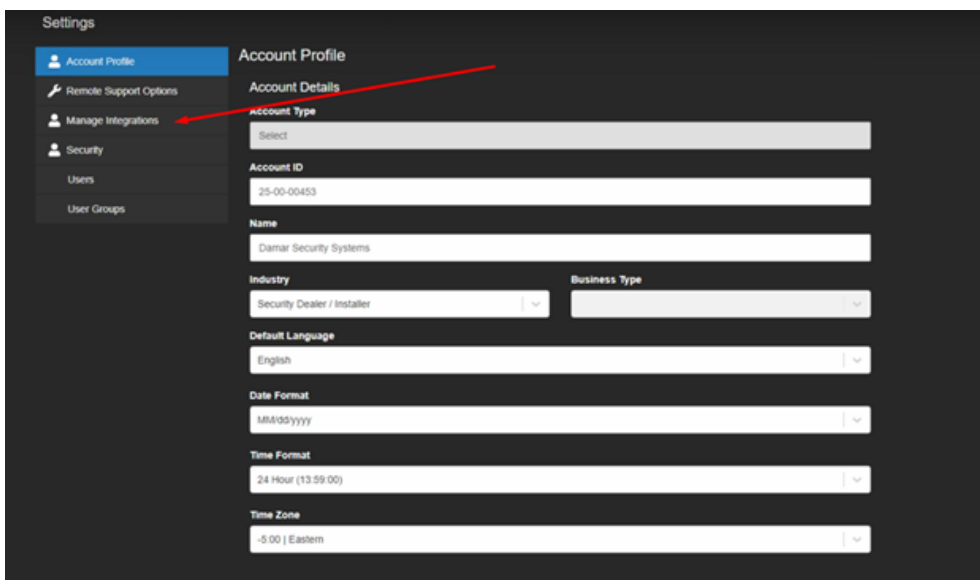 Settings
Account Profile
Remote Support Options
Manage Integrations
Security
Users
User Groups
Account Profile
Account Details
Account Type
Select
Account ID
25-00-00453
Name
Damar Security Systems
Industry
Business Type
Security Dealer / Installer
Default Language
English
Date Format
MM/dd/yyyy
Time Format
24 Hour (13:59:00)
Time Zone
-5:00 | Eastern